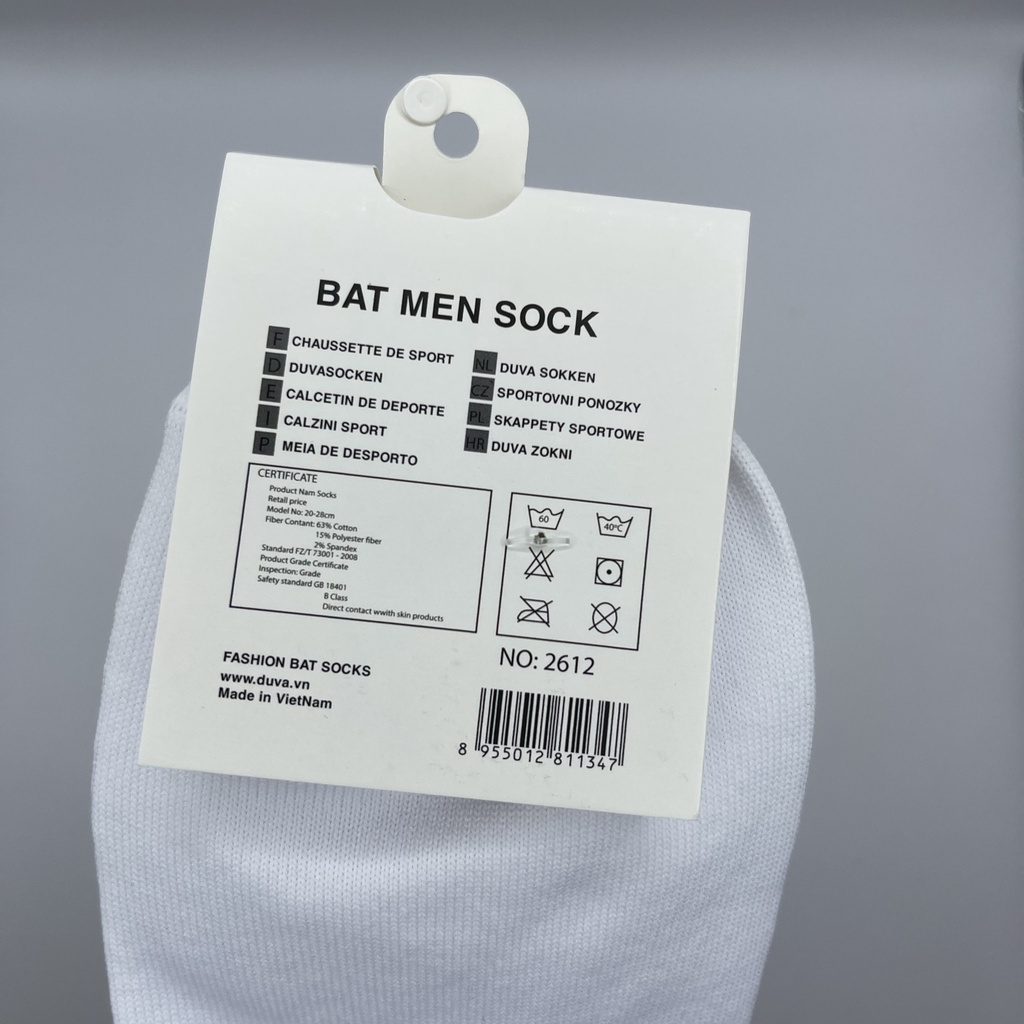 BAT MEN SOCK
F CHAUSSETTE DE SPORT
D DUVASOCKEN
E CALCETIN DE DEPORTE
I CALZINI SPORT
P MEIA DE DESPORTO
NL DUVA SOKKEN
CZ SPORTOVNI PONOZKY
PL SKAPPETY SPORTOWE
HR DUVA ZOKNI
CERTIFICATE
Product Nam Socks
Retail price
Model No: 20-28cm
Fiber Contant: 63% Cotton
15% Polyester fiber
2% Spandex
Standard FZ/T 73001 - 2008
Product Grade Certificate
Inspection: Grade
Safety standard GB 18401
B Class
Direct contact wwith skin products
60
40°C
NO: 2612
FASHION BAT SOCKS
www.duva.vn
Made in VietNam
8 955012 811347